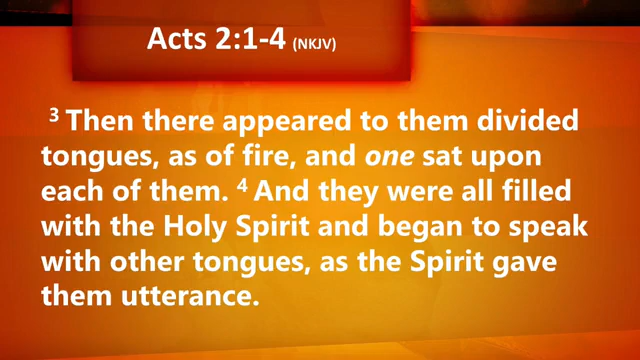 Acts 2:1-4 (NKJV)
3 Then there appeared to them divided
tongues, as of fire, and one sat upon
each of them. 4 And they were all filled
with the Holy Spirit and began to speak
with other tongues, as the Spirit gave
them utterance.